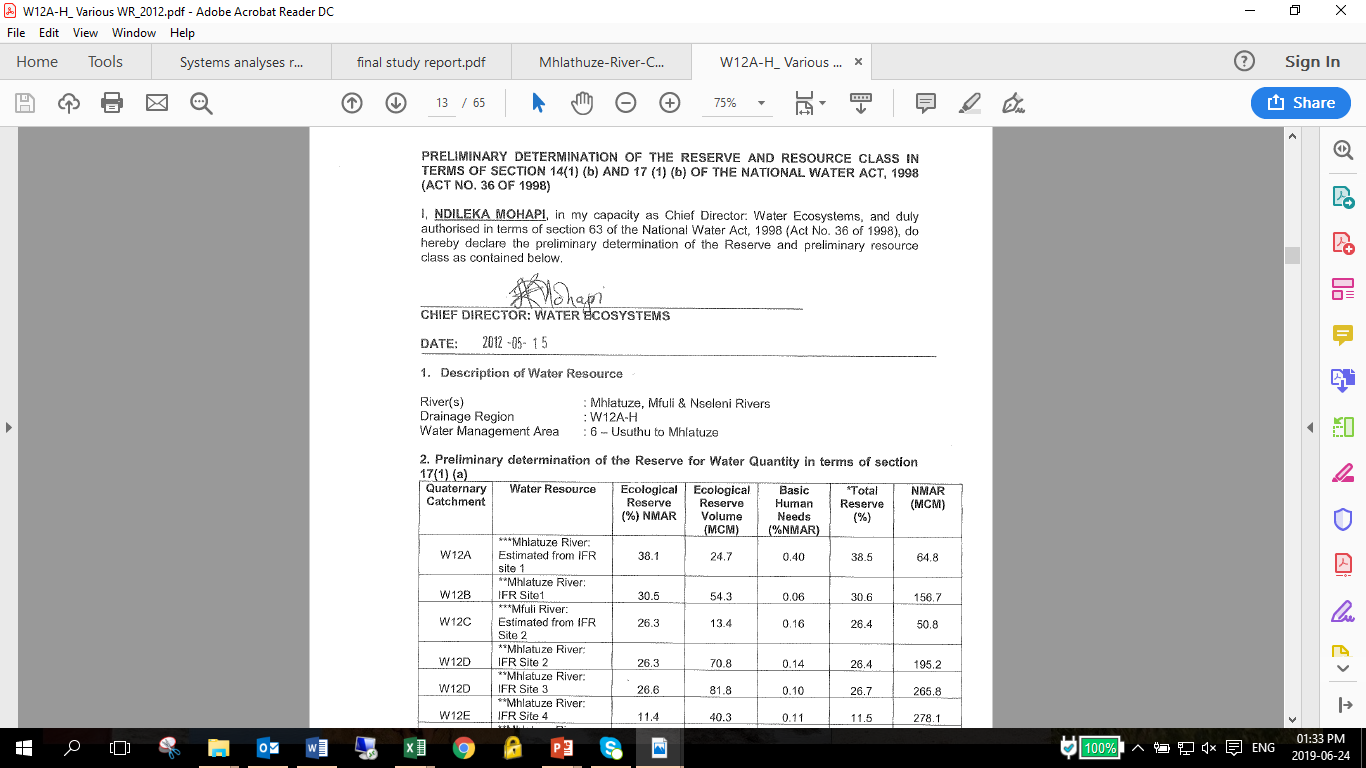 W12A-H_ Various WR_2012.pdf - Adobe Acrobat Reader DC
File Edit View Window Help
Home Tools Systems analyses r... final study report.pdf Mhlathuze-River-C... W12A-H_ Various ... Sign In
13 / 65 75% Share
PRELIMINARY DETERMINATION OF THE RESERVE AND RESOURCE CLASS IN
TERMS OF SECTION 14(1) (b) AND 17 (1) (b) OF THE NATIONAL WATER ACT, 1998
(ACT NO. 36 OF 1998)
I, NDILEKA MOHAPI, in my capacity as Chief Director: Water Ecosystems, and duly
authorised in terms of section 63 of the National Water Act, 1998 (Act No. 36 of 1998), do
hereby declare the preliminary determination of the Reserve and preliminary resource
class as contained below.
CHIEF DIRECTOR: WATER ECOSYSTEMS
DATE: 2012-05-15
1. Description of Water Resource
River(s) : Mhlatuze, Mfuli & Nseleni Rivers
Drainage Region : W12A-H
Water Management Area : 6 – Usuthu to Mhlatuze
2. Preliminary determination of the Reserve for Water Quantity in terms of section
17(1) (a)
Quaternary Water Resource Ecological Ecological Basic *Total NMAR
Catchment Reserve Reserve Human Reserve (MCM)
(%) NMAR Volume Needs (%)
(MCM) (%NMAR)
***Mhlatuze River:
W12A Estimated from IFR 38.1 24.7 0.40 38.5 64.8
site 1
**Mhlatuze River:
W12B IFR Site1 30.5 54.3 0.06 30.6 156.7
***Mfuli River:
W12C Estimated from IFR 26.3 13.4 0.16 26.4 50.8
Site 2
**Mhlatuze River:
W12D IFR Site 2 26.3 70.8 0.14 26.4 195.2
**Mhlatuze River:
W12D IFR Site 3 26.6 81.8 0.10 26.7 265.8
**Mhlatuze River:
W12E IFR Site 4 11.4 40.3 0.11 11.5 278.1
100% ENG 01:33 PM
2019-06-24